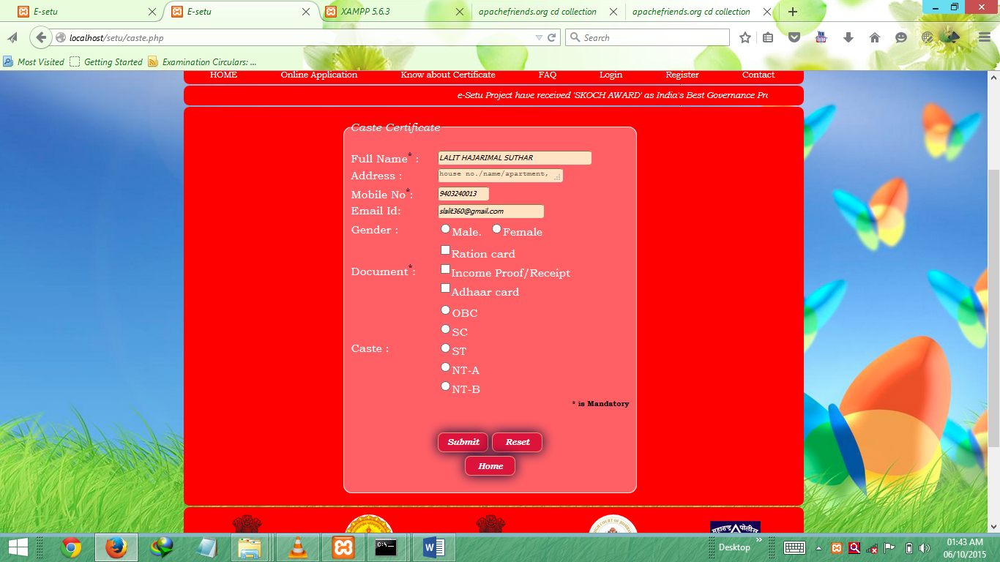 E-setu
E-setu
XAMPP 5.6.3
apachefriends.org cd collection
apachefriends.org cd collection
localhost/setu/caste.php
Search
Most Visited
Getting Started
Examination Circulars: ...
HOME
Online Application
Know about Certificate
FAQ
Login
Register
Contact
e-Setu Project have received 'SKOCH AWARD' as India's Best Governance Pro
Caste Certificate
Full Name* :
LALIT HAJARIMAL SUTHAR
Address :
house no./name/apartment,
Mobile No*:
9403240013
Email Id:
slalit360@gmail.com
Gender :
Male.
Female
Ration card
Document*:
Income Proof/Receipt
Adhaar card
OBC
SC
Caste :
ST
NT-A
NT-B
* is Mandatory
Submit
Reset
Home
महाराष्ट्र पोलीस
Desktop
01:43 AM
06/10/2015